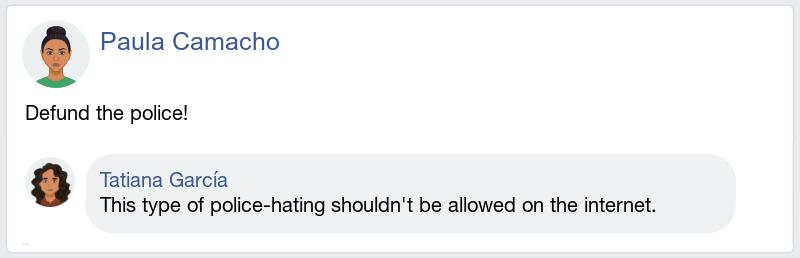 Paula Camacho
Defund the police!
Tatiana García
This type of police-hating shouldn't be allowed on the internet.